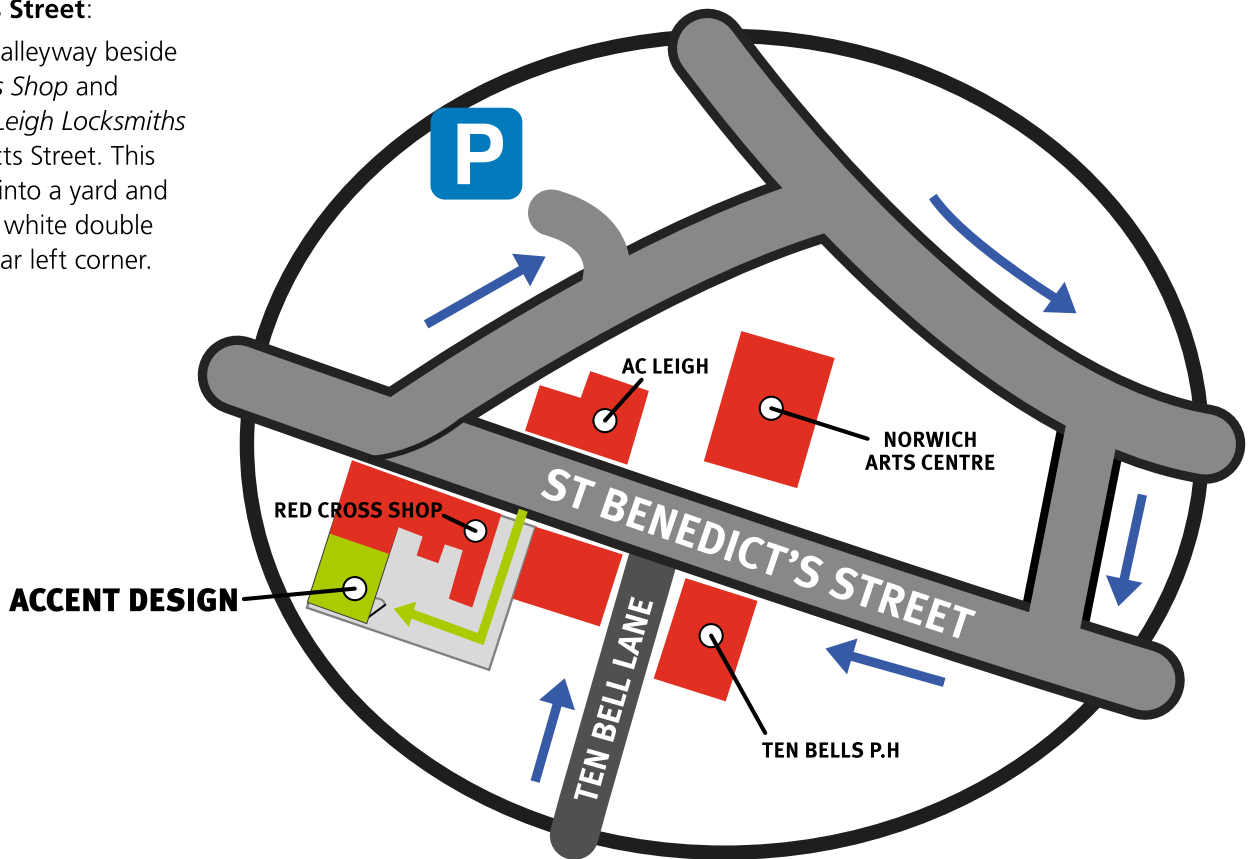 s Street:
alleyway beside
s Shop and
Leigh Locksmiths
cts Street. This
into a yard and
white double
ar left corner.
P
AC LEIGH
NORWICH
ARTS CENTRE
ST BENEDICT'S STREET
RED CROSS SHOP
ACCENT DESIGN
TEN BELL LANE
TEN BELLS P.H